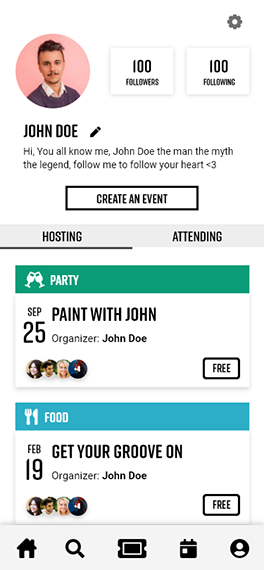 100
FOLLOWERS
100
FOLLOWING
JOHN DOE
Hi, You all know me, John Doe the man the myth
the legend, follow me to follow your heart <3
CREATE AN EVENT
HOSTING
ATTENDING
PARTY
SEP
25
PAINT WITH JOHN
Organizer: John Doe
+4
FREE
FOOD
FEB
19
GET YOUR GROOVE ON
Organizer: John Doe
+4
FREE